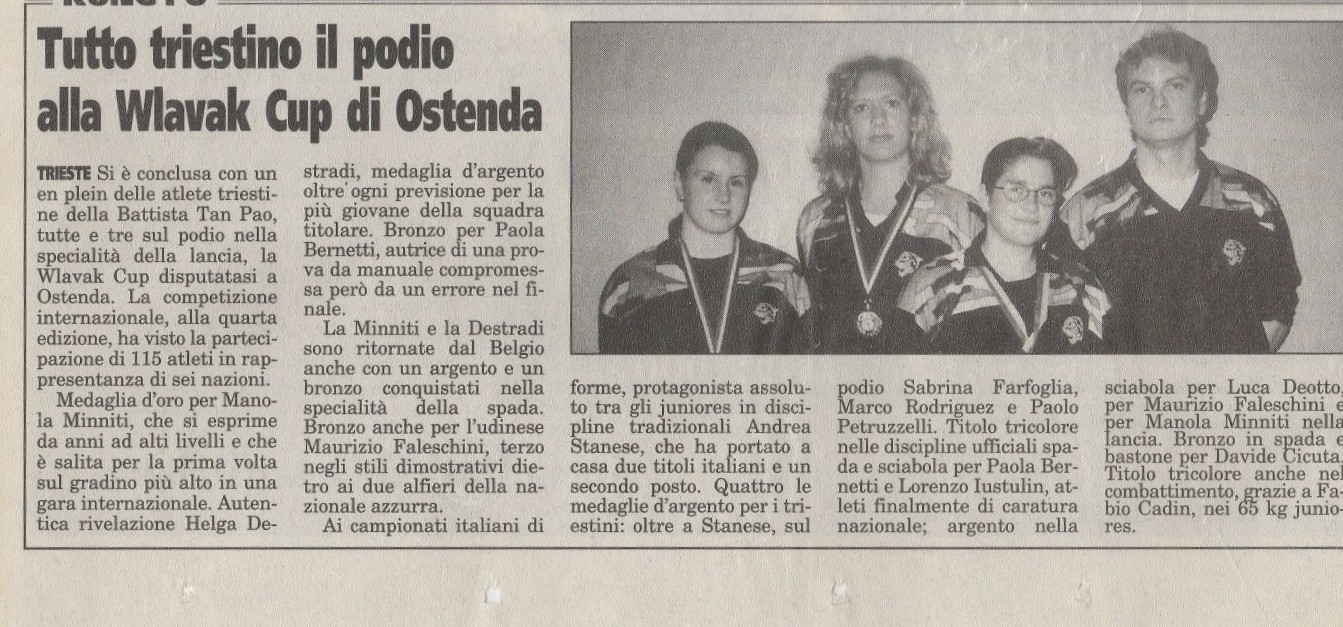 KUNG FU
Tutto triestino il podio
alla Wlavak Cup di Ostenda
TRIESTE Si è conclusa con un
en plein delle atlete triesti-
ne della Battista Tan Pao,
tutte e tre sul podio nella
specialità della lancia, la
Wlavak Cup disputatasi a
Ostenda. La competizione
internazionale, alla quarta
edizione, ha visto la parteci-
pazione di 115 atleti in rap-
presentanza di sei nazioni.
Medaglia d'oro per Mano-
la Minniti, che si esprime
da anni ad alti livelli e che
è salita per la prima volta
sul gradino più alto in una
gara internazionale. Auten-
tica rivelazione Helga De-
stradi, medaglia d'argento
oltre ogni previsione per la
più giovane della squadra
titolare. Bronzo per Paola
Bernetti, autrice di una pro-
va da manuale compromes-
sa però da un errore nel fi-
nale.
La Minniti e la Destradi
sono ritornate dal Belgio
anche con un argento e un
bronzo conquistati nella
specialità della spada.
Bronzo anche per l'udinese
Maurizio Faleschini, terzo
negli stili dimostrativi die-
tro ai due alfieri della na-
zionale azzurra.
Ai campionati italiani di
forme, protagonista assolu-
to tra gli juniores in disci-
pline tradizionali Andrea
Stanese, che ha portato a
casa due titoli italiani e un
secondo posto. Quattro le
medaglie d'argento per i tri-
estini: oltre a Stanese, sul
podio Sabrina Farfoglia,
Marco Rodriguez e Paolo
Petruzzelli. Titolo tricolore
nelle discipline ufficiali spa-
da e sciabola per Paola Ber-
netti e Lorenzo Iustulin, at-
leti finalmente di caratura
nazionale; argento nella
sciabola per Luca Deotto,
per Maurizio Faleschini e
per Manola Minniti nella
lancia. Bronzo in spada e
bastone per Davide Cicuta.
Titolo tricolore anche nel
combattimento, grazie a Fa-
bio Cadin, nei 65 kg junio-
res.